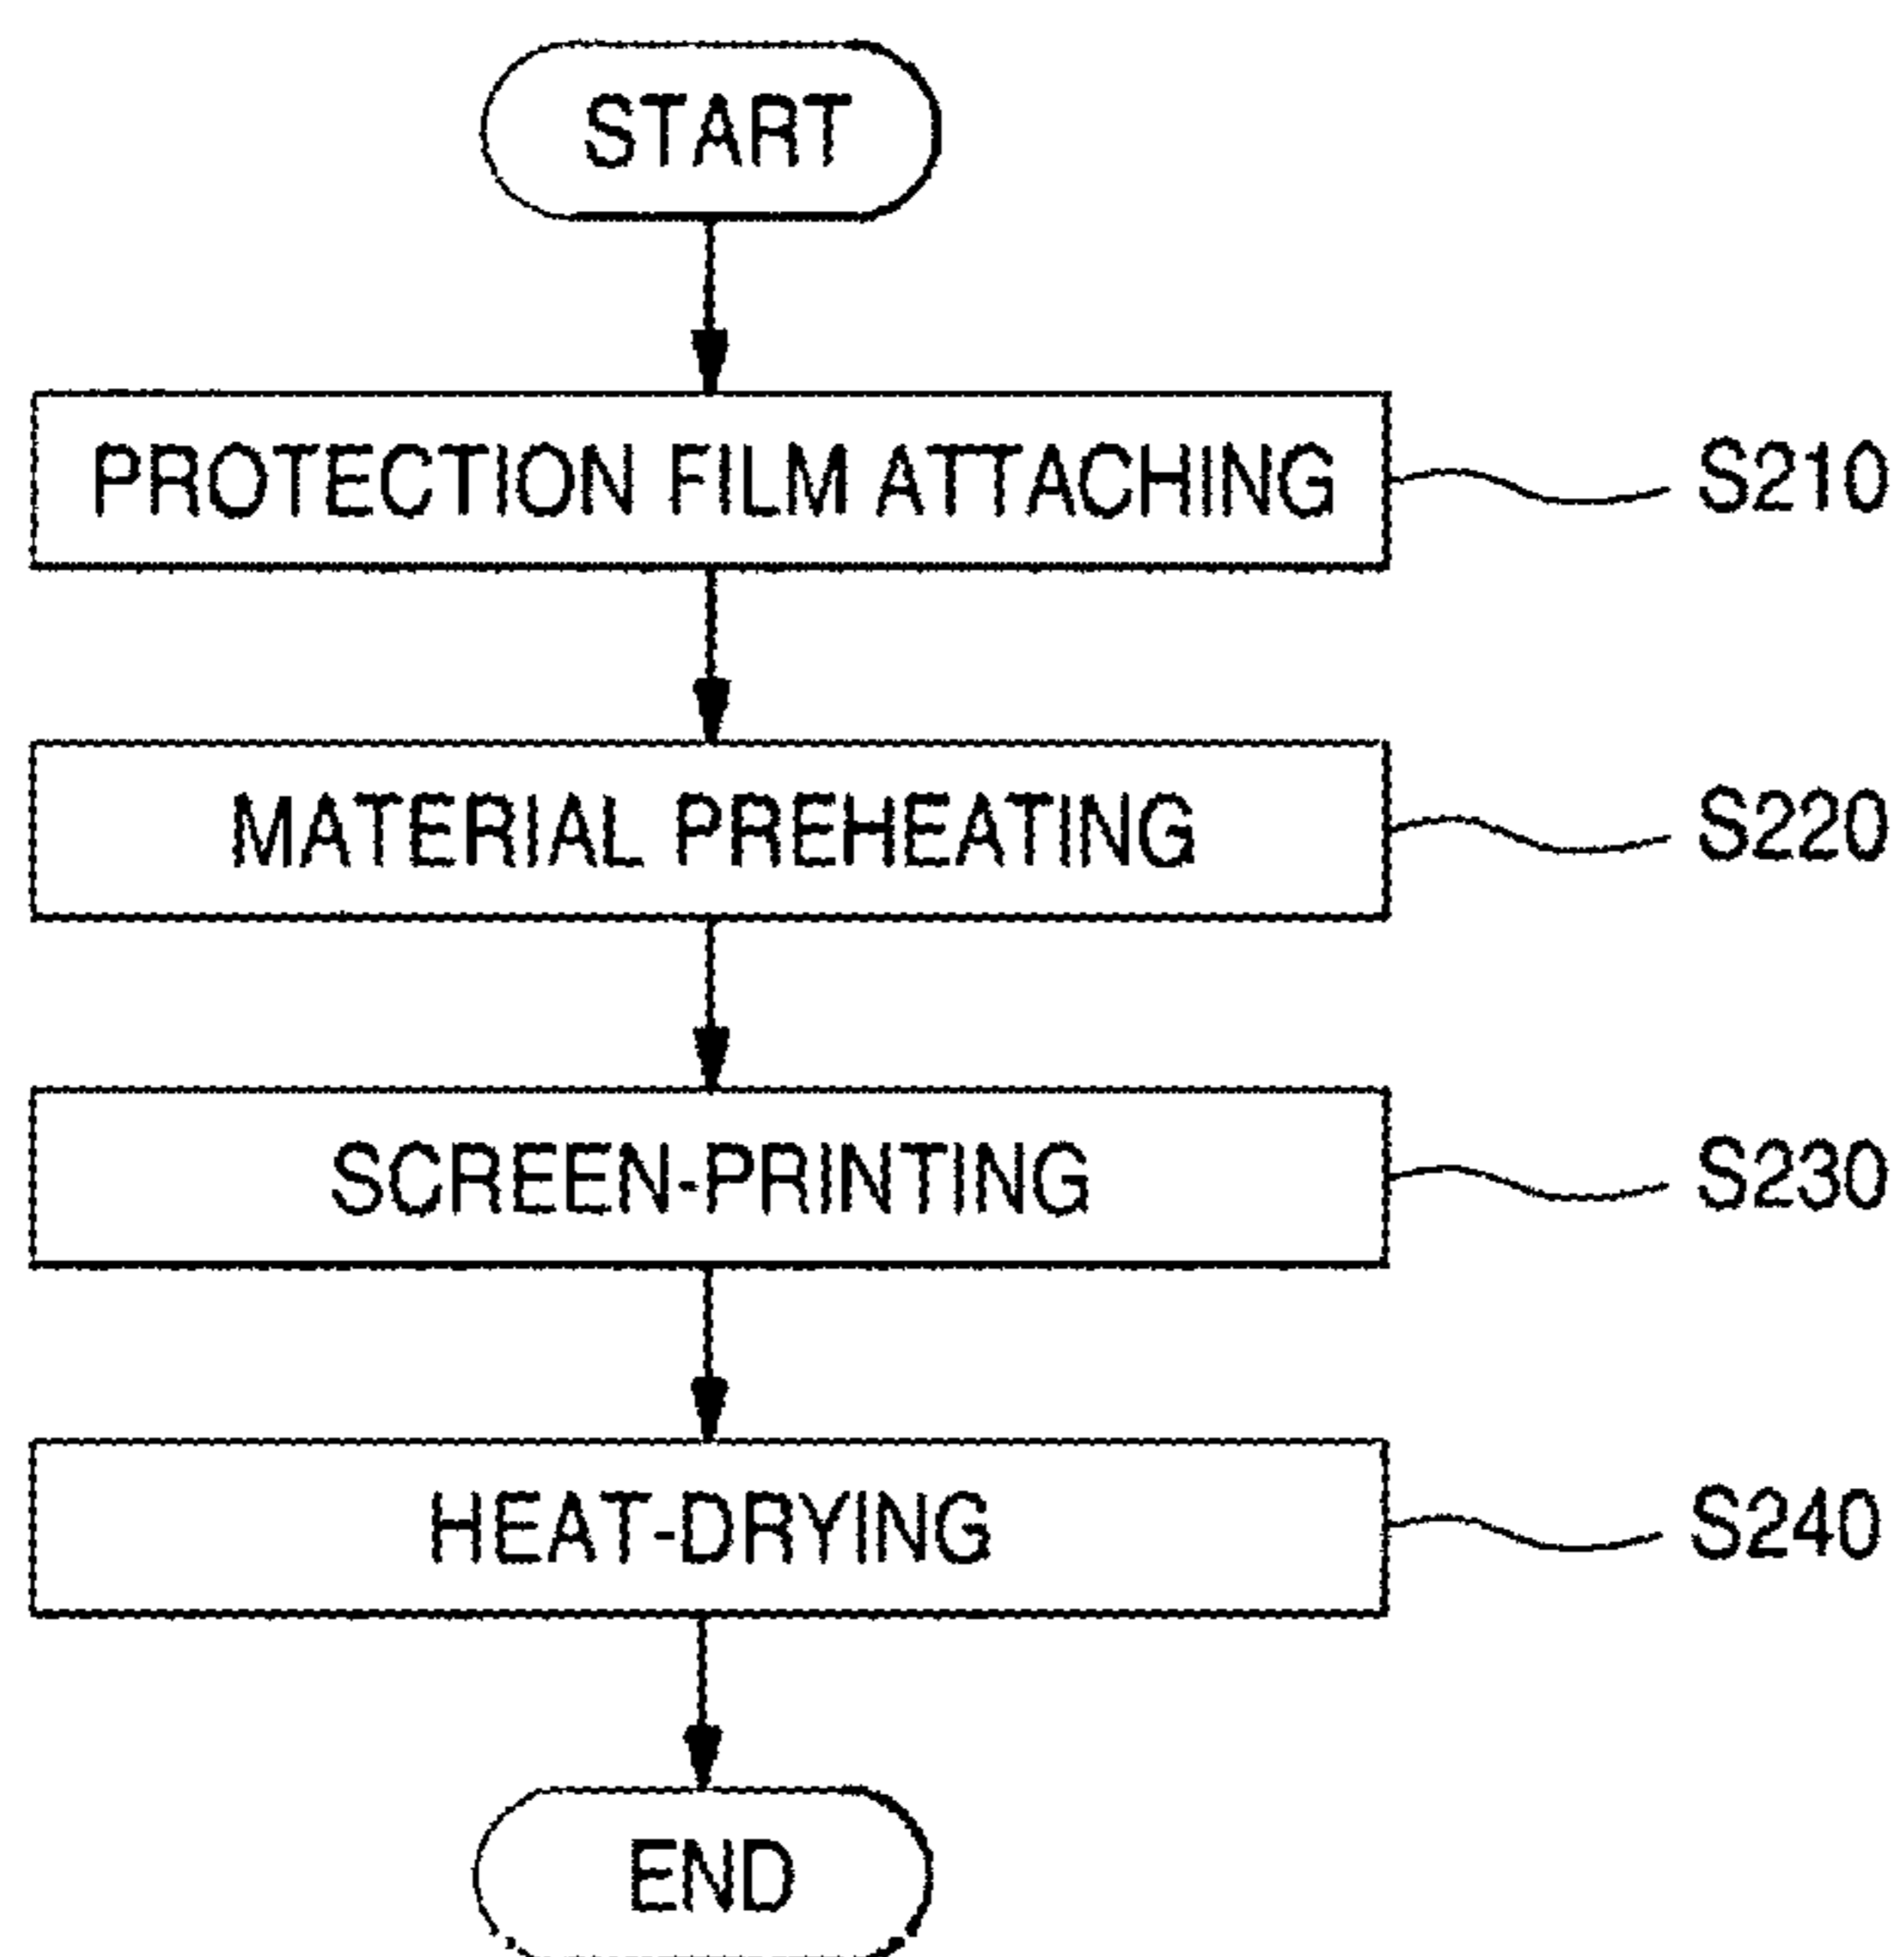 START
PROTECTION FILM ATTACHING S210
MATERIAL PREHEATING S220
SCREEN-PRINTING S230
HEAT-DRYING S240
END